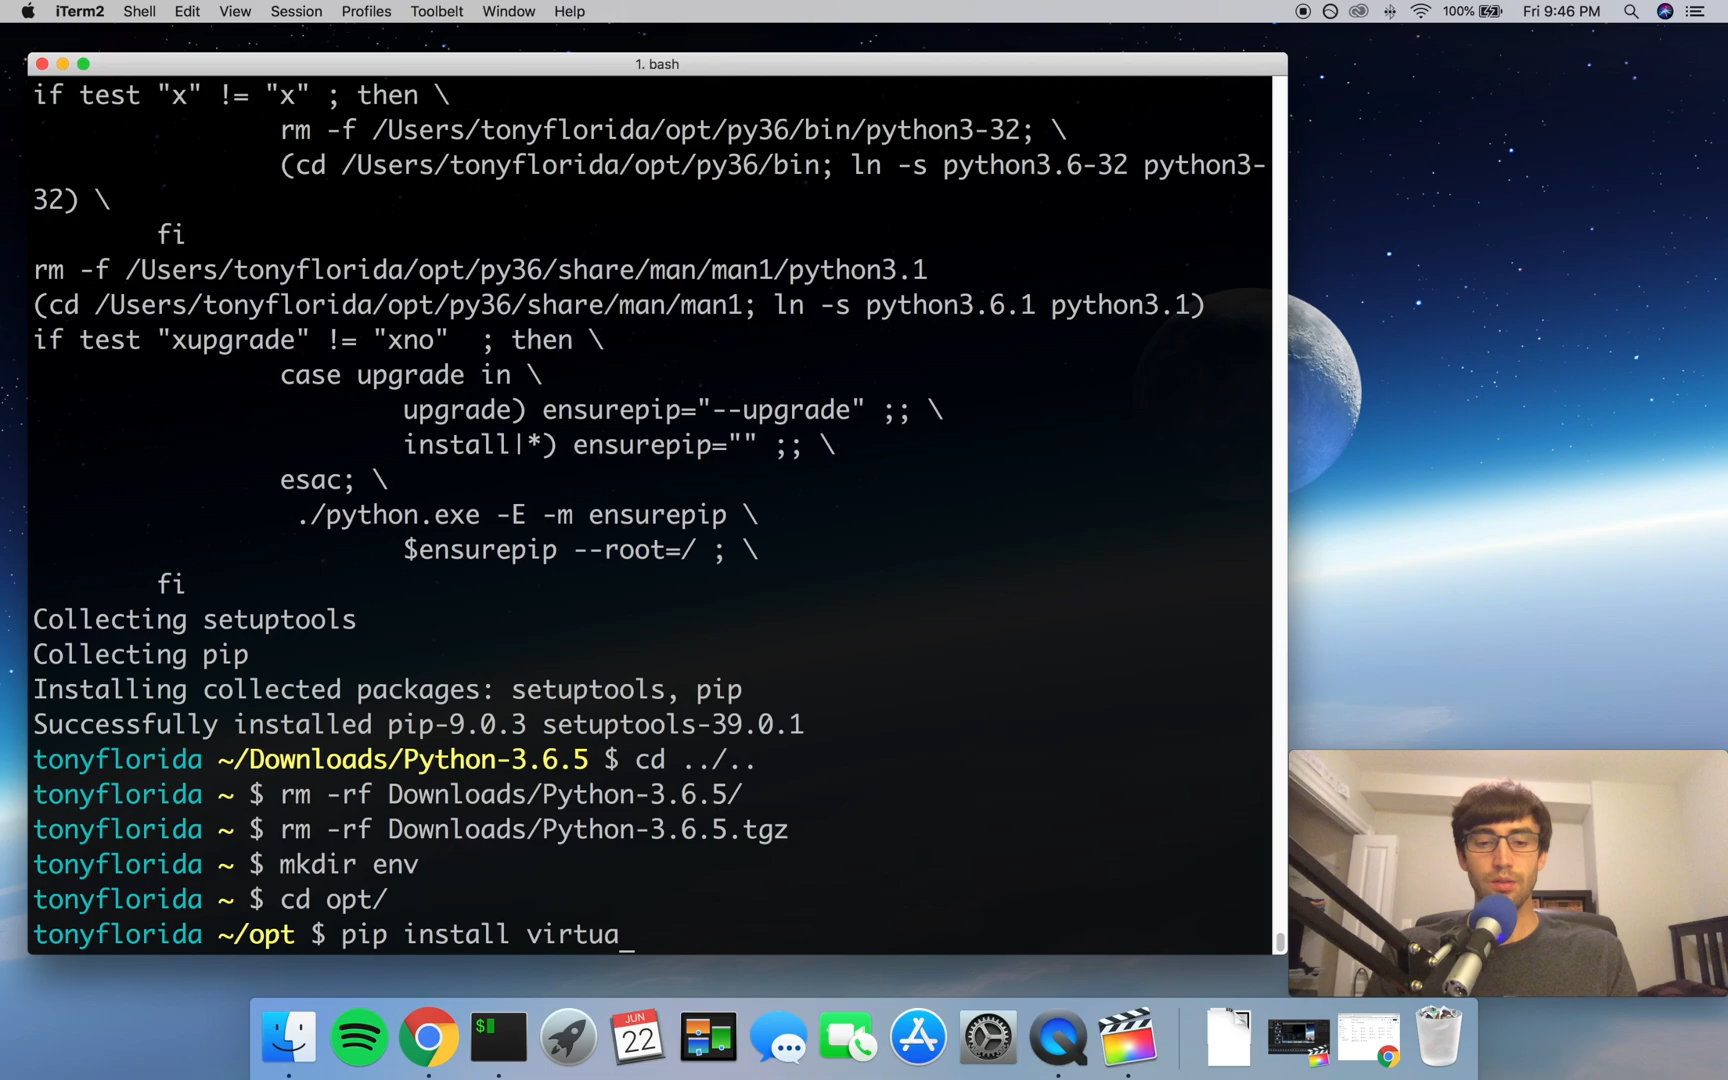 iTerm2 Shell Edit View Session Profiles Toolbelt Window Help 100% Fri 9:46 PM
1. bash
if test "x" != "x" ; then \
rm -f /Users/tonyflorida/opt/py36/bin/python3-32; \
(cd /Users/tonyflorida/opt/py36/bin; ln -s python3.6-32 python3-
32) \
fi
rm -f /Users/tonyflorida/opt/py36/share/man/man1/python3.1
(cd /Users/tonyflorida/opt/py36/share/man/man1; ln -s python3.6.1 python3.1)
if test "xupgrade" != "xno"  ; then \
case upgrade in \
upgrade) ensurepip="--upgrade" ;; \
install|*) ensurepip="" ;; \
esac; \
./python.exe -E -m ensurepip \
$ensurepip --root=/ ; \
fi
Collecting setuptools
Collecting pip
Installing collected packages: setuptools, pip
Successfully installed pip-9.0.3 setuptools-39.0.1
tonyflorida ~/Downloads/Python-3.6.5 $ cd ../..
tonyflorida ~ $ rm -rf Downloads/Python-3.6.5/
tonyflorida ~ $ rm -rf Downloads/Python-3.6.5.tgz
tonyflorida ~ $ mkdir env
tonyflorida ~ $ cd opt/
tonyflorida ~/opt $ pip install virtua_
$
JUN
22